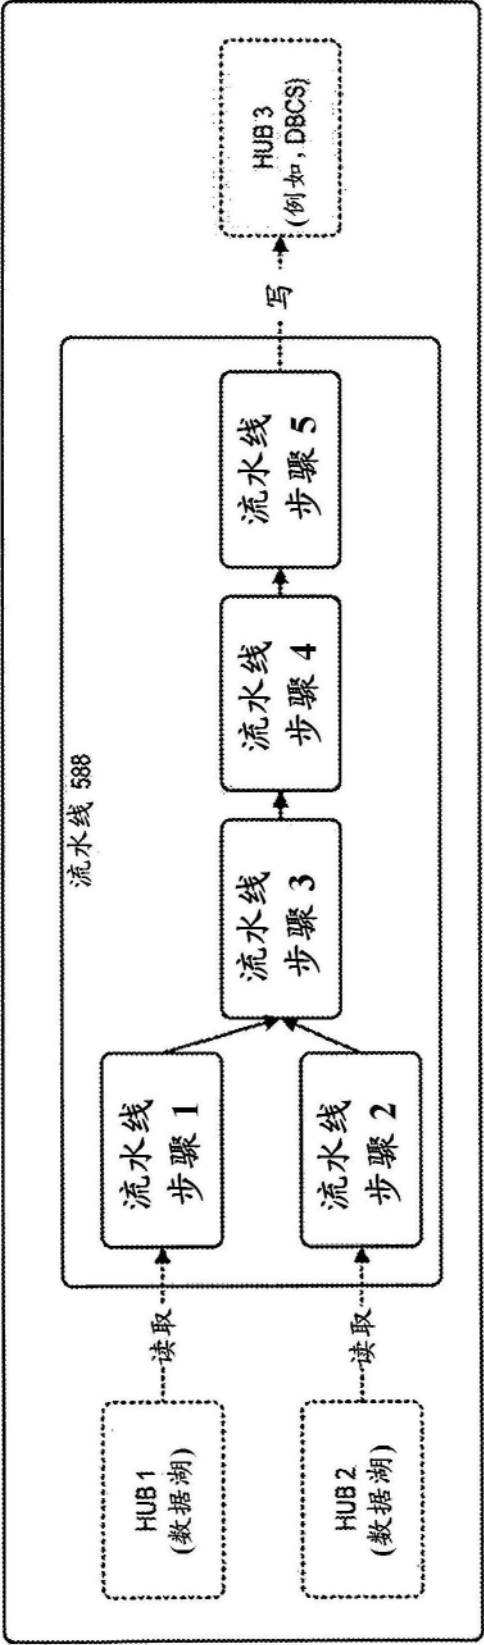 流水线 588
HUB 1
(数据湖)
读取
流水线
步骤 1
HUB 2
(数据湖)
读取
流水线
步骤 2
流水线
步骤 3
流水线
步骤 4
流水线
步骤 5
写
HUB 3
(例如, DBCS)